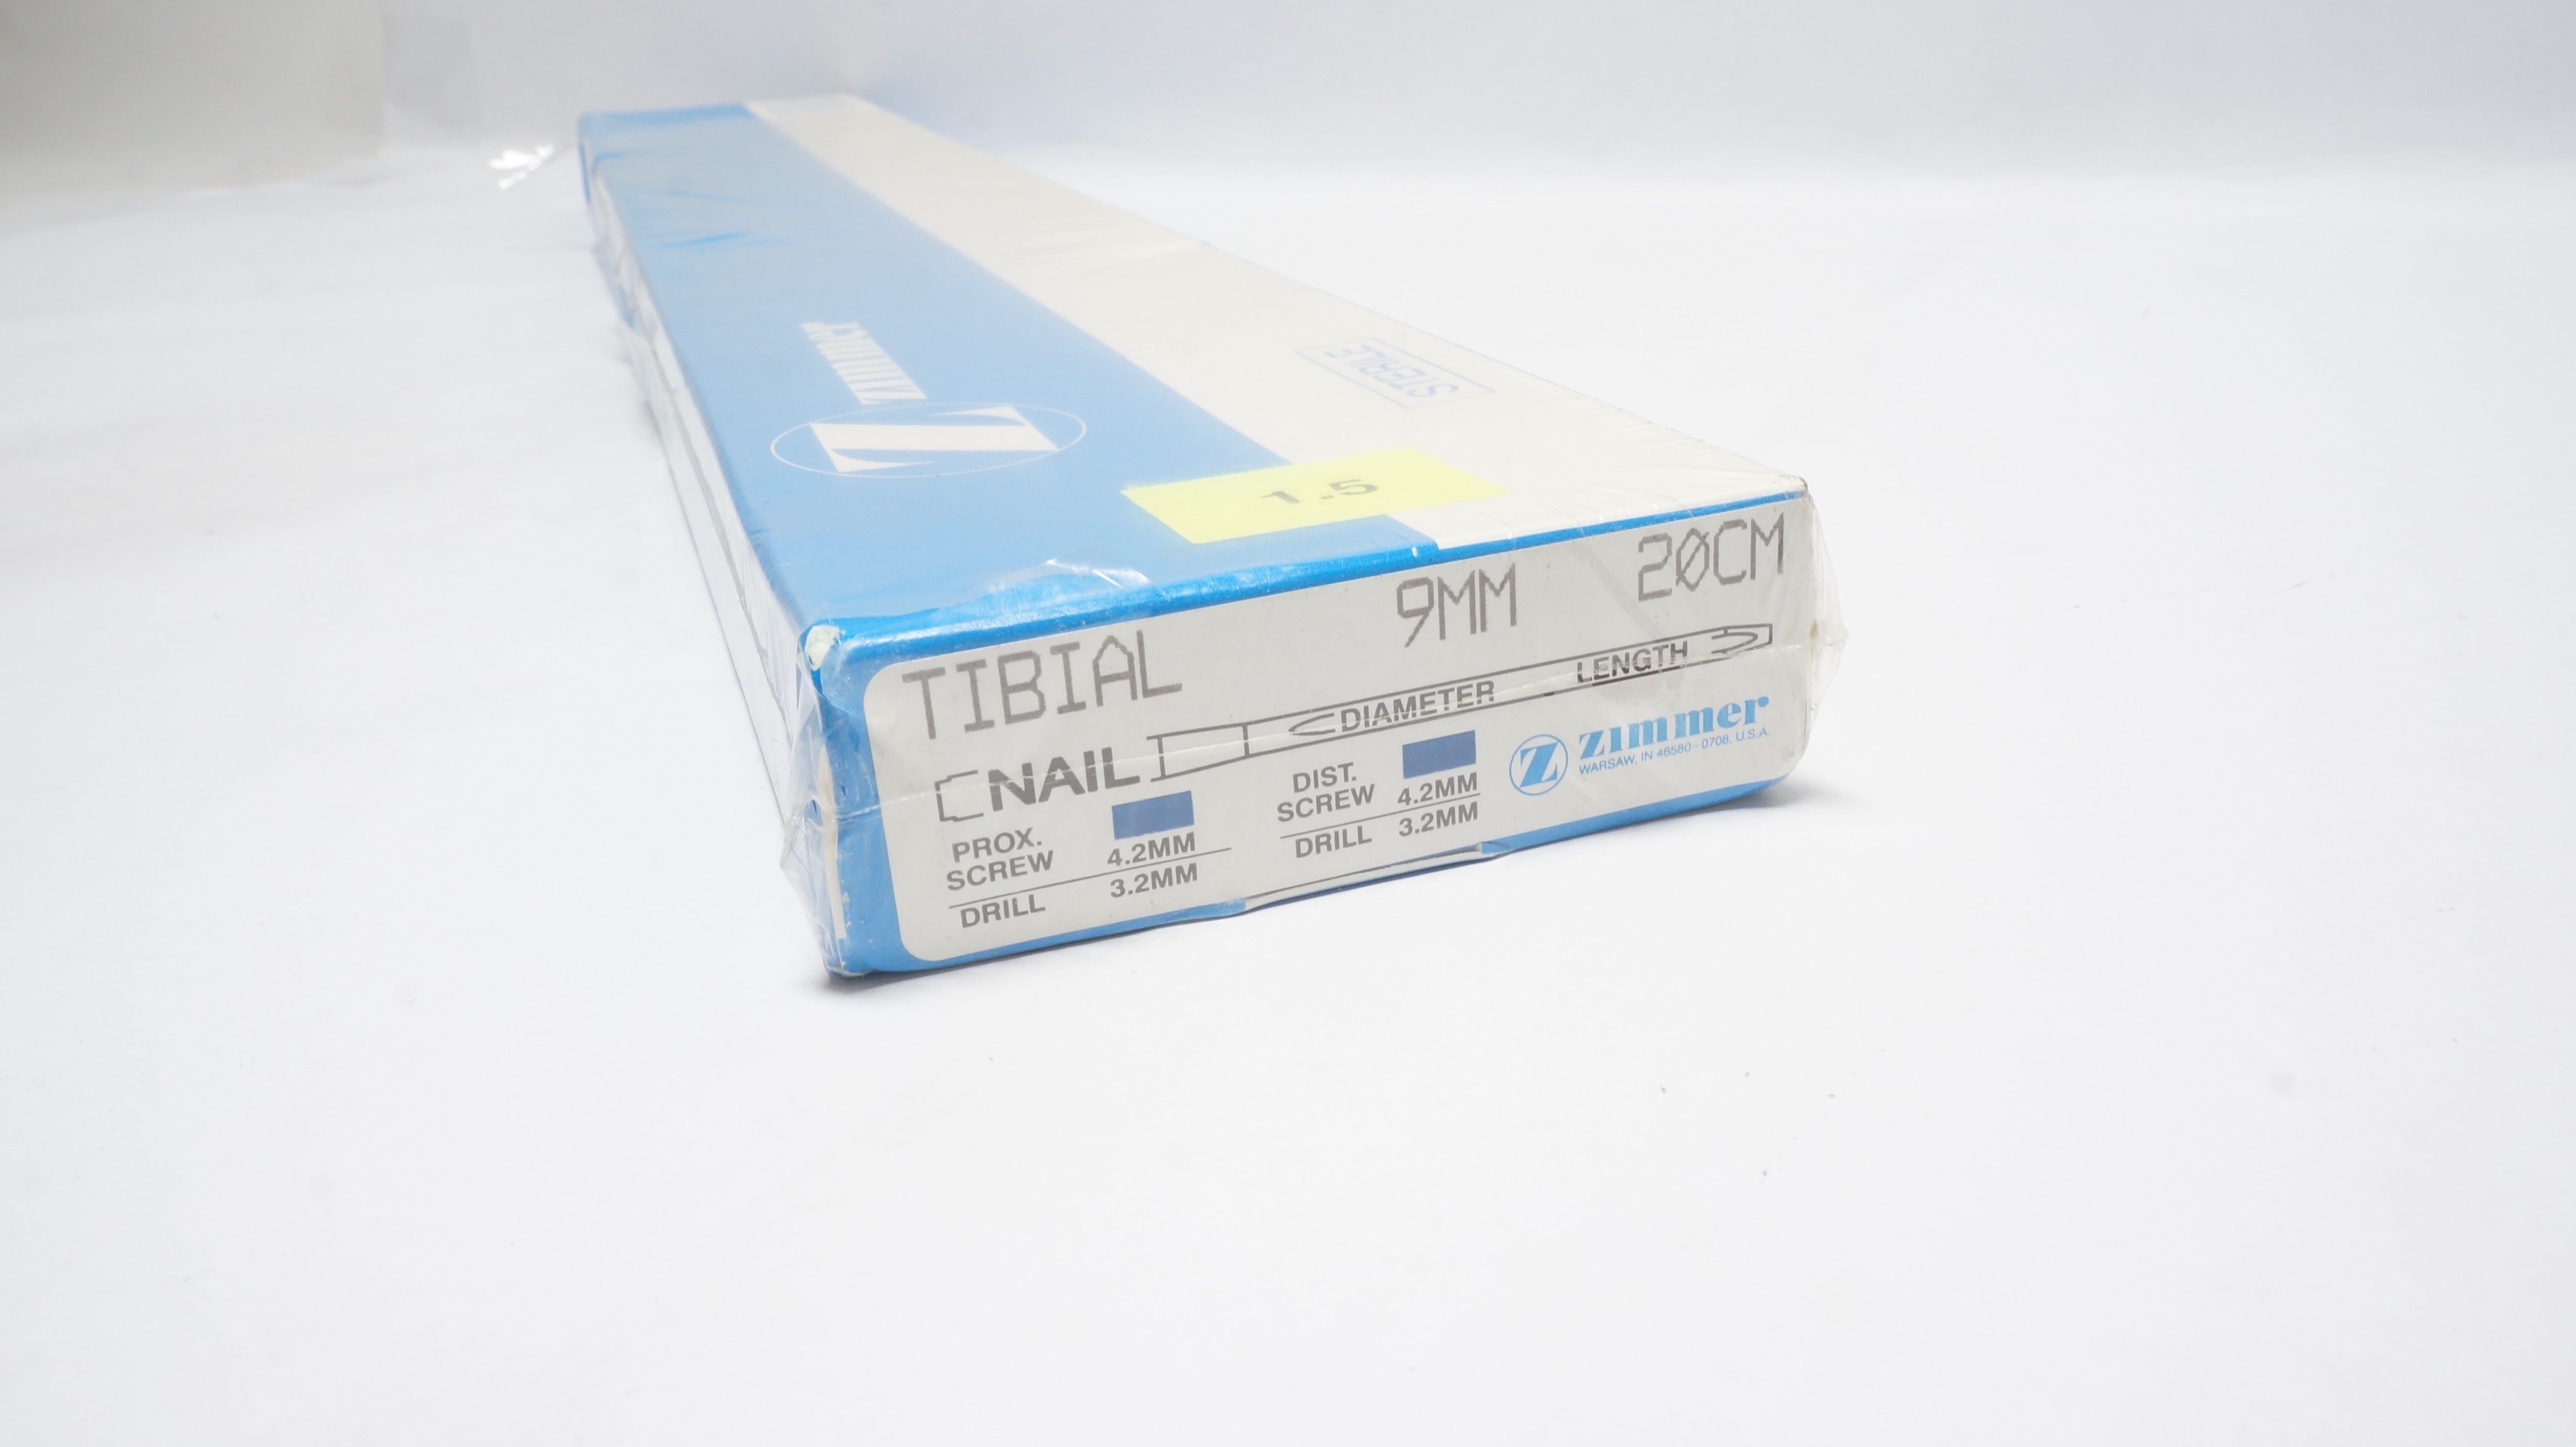 zimmer
STERILE
1.5
TIBIAL 9MM 20CM
NAIL DIAMETER LENGTH
PROX.
SCREW 4.2MM
DRILL 3.2MM
DIST.
SCREW 4.2MM
DRILL 3.2MM
Z zimmer
WARSAW, IN 46580-0708, U.S.A.